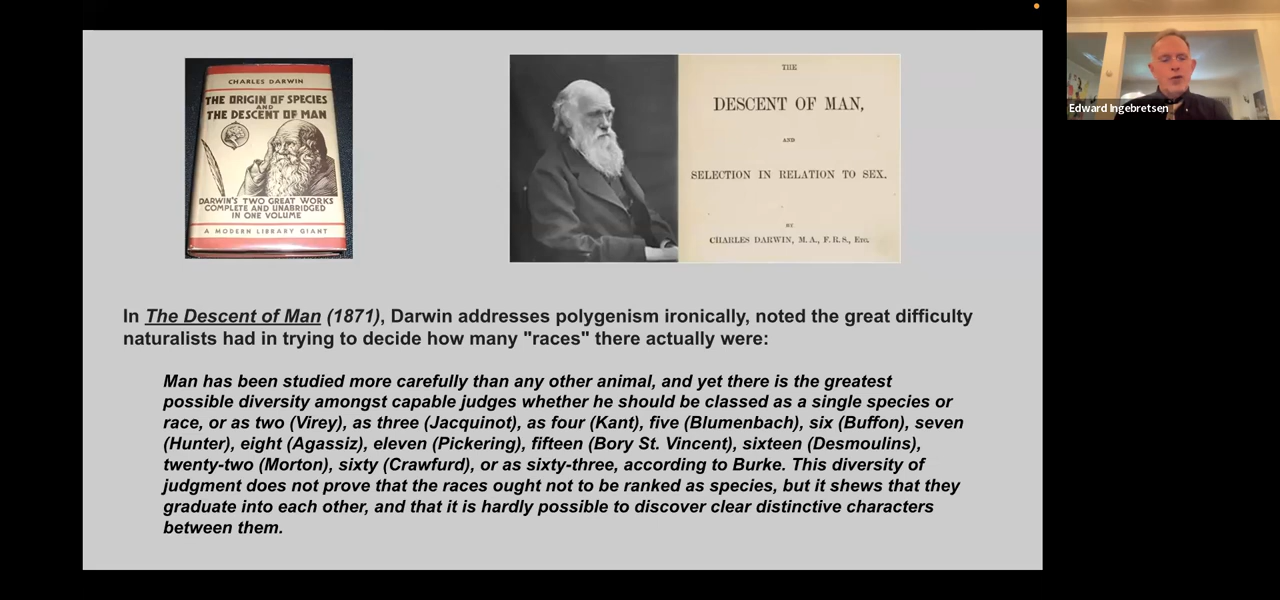 CHARLES DARWIN
THE ORIGIN OF SPECIES
AND
THE DESCENT OF MAN
DARWIN'S TWO GREAT WORKS
COMPLETE AND UNABRIDGED
IN ONE VOLUME
A MODERN LIBRARY GIANT
THE
DESCENT OF MAN,
AND
SELECTION IN RELATION TO SEX.
BY
CHARLES DARWIN, M.A., F.R.S., Etc.
Edward Ingebretsen
In The Descent of Man (1871), Darwin addresses polygenism ironically, noted the great difficulty
naturalists had in trying to decide how many "races" there actually were:
Man has been studied more carefully than any other animal, and yet there is the greatest
possible diversity amongst capable judges whether he should be classed as a single species or
race, or as two (Virey), as three (Jacquinot), as four (Kant), five (Blumenbach), six (Buffon), seven
(Hunter), eight (Agassiz), eleven (Pickering), fifteen (Bory St. Vincent), sixteen (Desmoulins),
twenty-two (Morton), sixty (Crawfurd), or as sixty-three, according to Burke. This diversity of
judgment does not prove that the races ought not to be ranked as species, but it shews that they
graduate into each other, and that it is hardly possible to discover clear distinctive characters
between them.